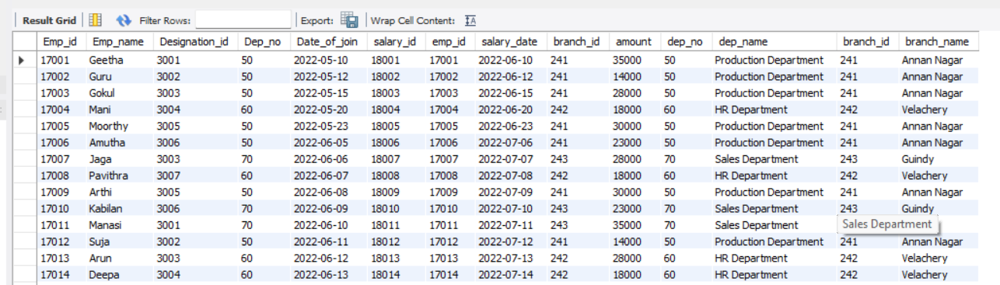 Result Grid Filter Rows: Export: Wrap Cell Content: IA
Emp_id Emp_name Designation_id Dep_no Date_of_join salary_id emp_id salary_date branch_id amount dep_no dep_name branch_id branch_name
17001 Geetha 3001 50 2022-05-10 18001 17001 2022-06-10 241 35000 50 Production Department 241 Annan Nagar
17002 Guru 3002 50 2022-05-12 18002 17002 2022-06-12 241 14000 50 Production Department 241 Annan Nagar
17003 Gokul 3003 50 2022-05-15 18003 17003 2022-06-15 241 28000 50 Production Department 241 Annan Nagar
17004 Mani 3004 60 2022-05-20 18004 17004 2022-06-20 242 18000 60 HR Department 242 Velachery
17005 Moorthy 3005 50 2022-05-23 18005 17005 2022-06-23 241 30000 50 Production Department 241 Annan Nagar
17006 Amutha 3006 50 2022-06-05 18006 17006 2022-07-06 241 23000 50 Production Department 241 Annan Nagar
17007 Jaga 3003 70 2022-06-06 18007 17007 2022-07-07 243 28000 70 Sales Department 243 Guindy
17008 Pavithra 3007 60 2022-06-07 18008 17008 2022-07-08 242 18000 60 HR Department 242 Velachery
17009 Arthi 3005 50 2022-06-08 18009 17009 2022-07-09 241 30000 50 Production Department 241 Annan Nagar
17010 Kabilan 3006 70 2022-06-09 18010 17010 2022-07-10 243 23000 70 Sales Department 243 Guindy
17011 Manasi 3001 70 2022-06-10 18011 17011 2022-07-11 243 35000 70 Sales Department Sales Department
17012 Suja 3002 50 2022-06-11 18012 17012 2022-07-12 241 14000 50 Production Department 241 Annan Nagar
17013 Arun 3003 60 2022-06-12 18013 17013 2022-07-13 242 28000 60 HR Department 242 Velachery
17014 Deepa 3004 60 2022-06-13 18014 17014 2022-07-14 242 18000 60 HR Department 242 Velachery